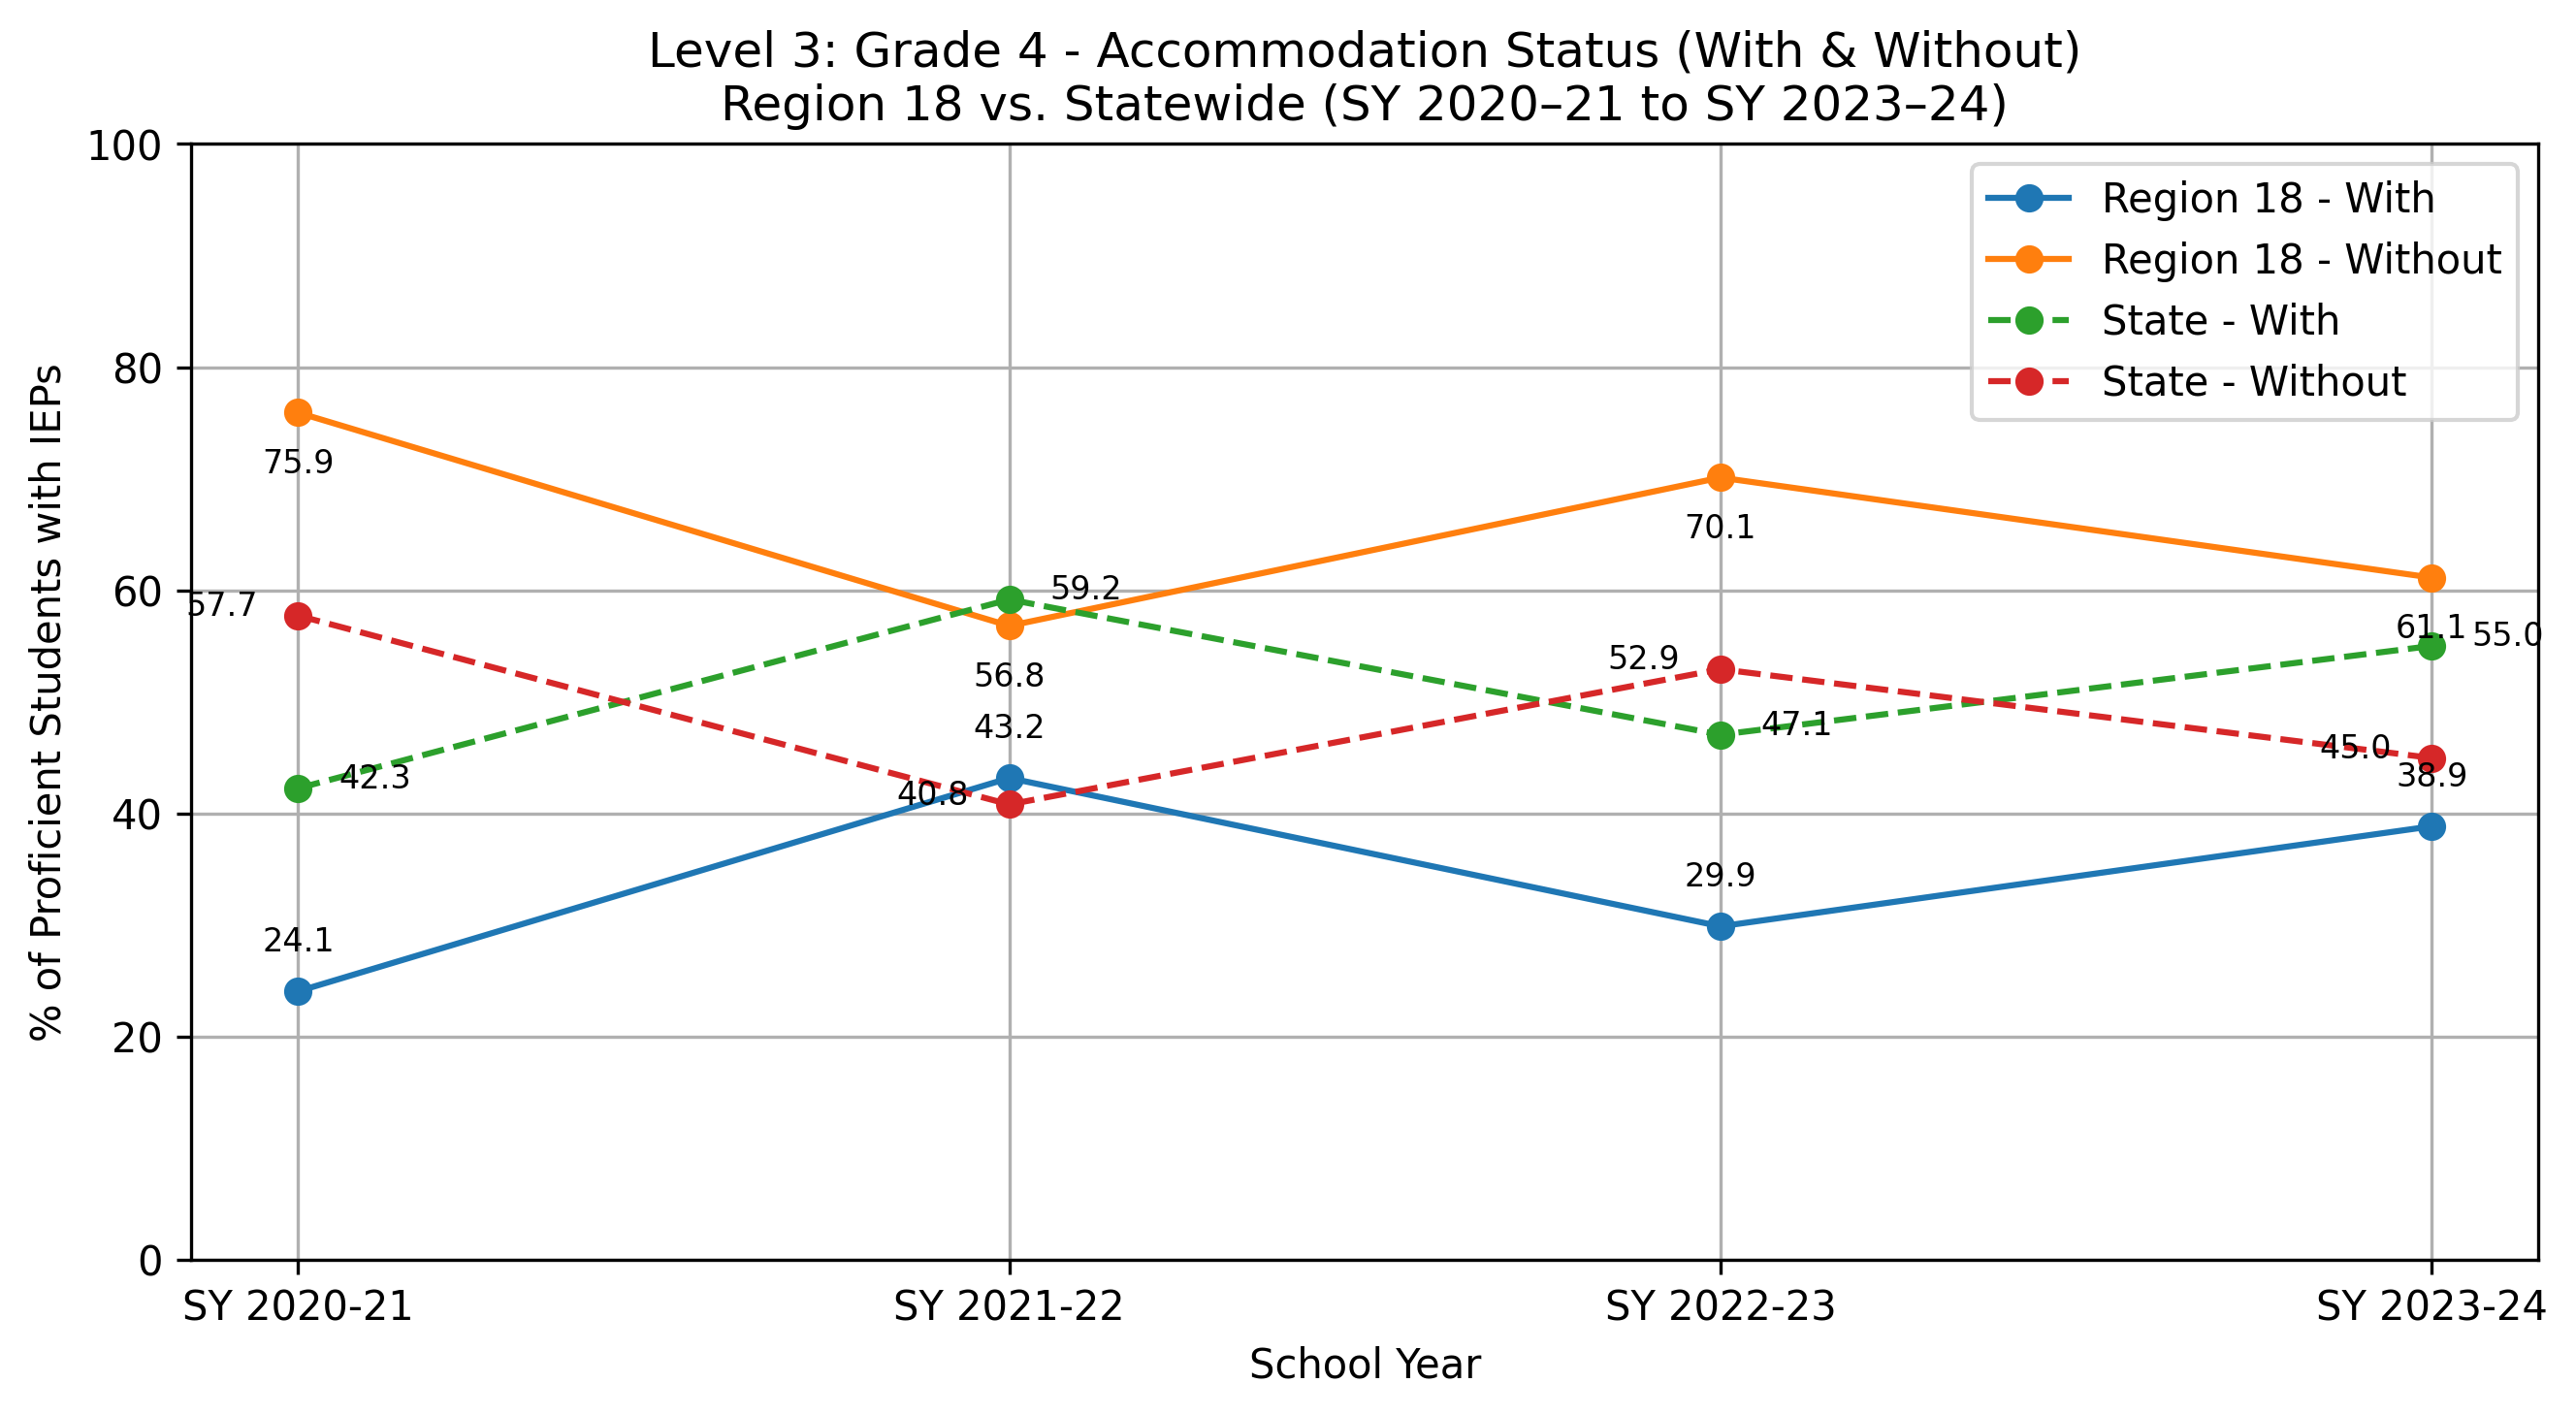 Level 3: Grade 4 - Accommodation Status (With & Without)
Region 18 vs. Statewide (SY 2020–21 to SY 2023–24)
% of Proficient Students with IEPs
100
80
60
40
20
0
Region 18 - With
Region 18 - Without
State - With
State - Without
75.9
57.7
42.3
24.1
59.2
56.8
43.2
40.8
70.1
52.9
47.1
29.9
61.1
55.0
45.0
38.9
SY 2020-21
SY 2021-22
SY 2022-23
SY 2023-24
School Year